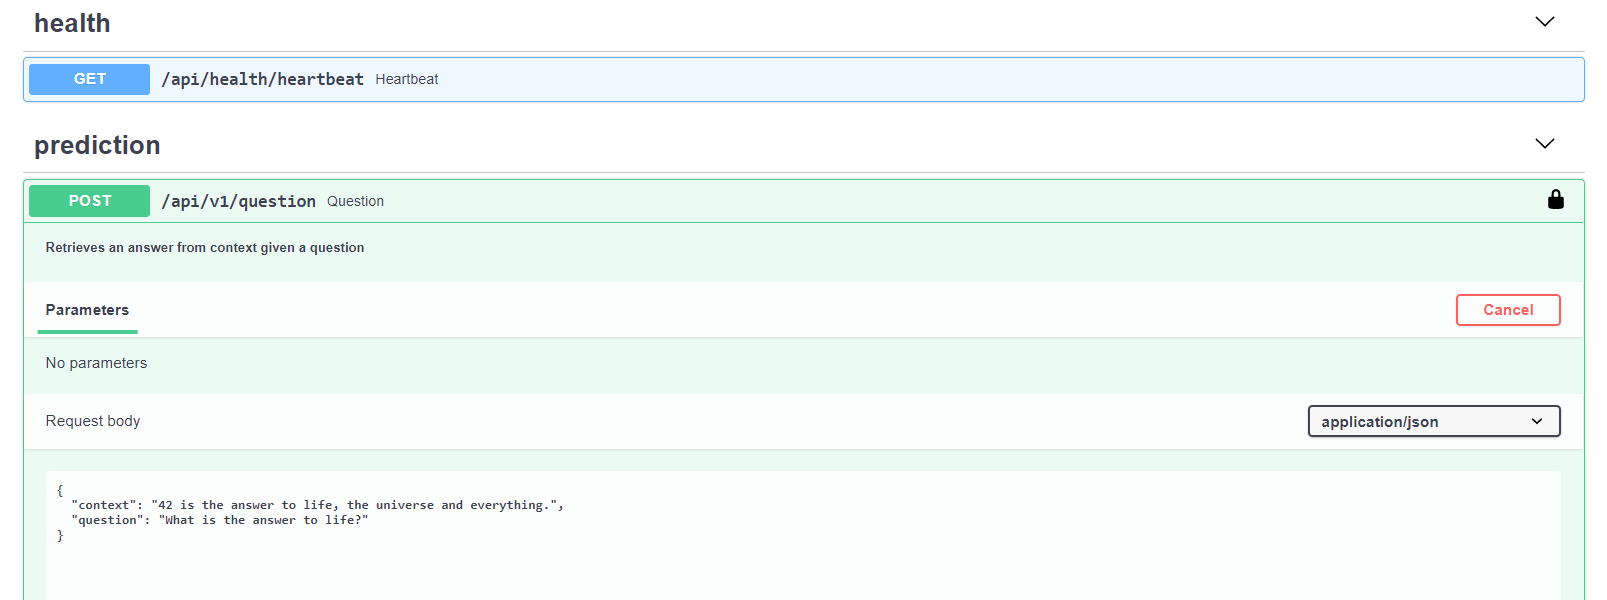 health
GET /api/health/heartbeat Heartbeat
prediction
POST /api/v1/question Question
Retrieves an answer from context given a question
Parameters Cancel
No parameters
Request body application/json
{
  "context": "42 is the answer to life, the universe and everything.",
  "question": "What is the answer to life?"
}